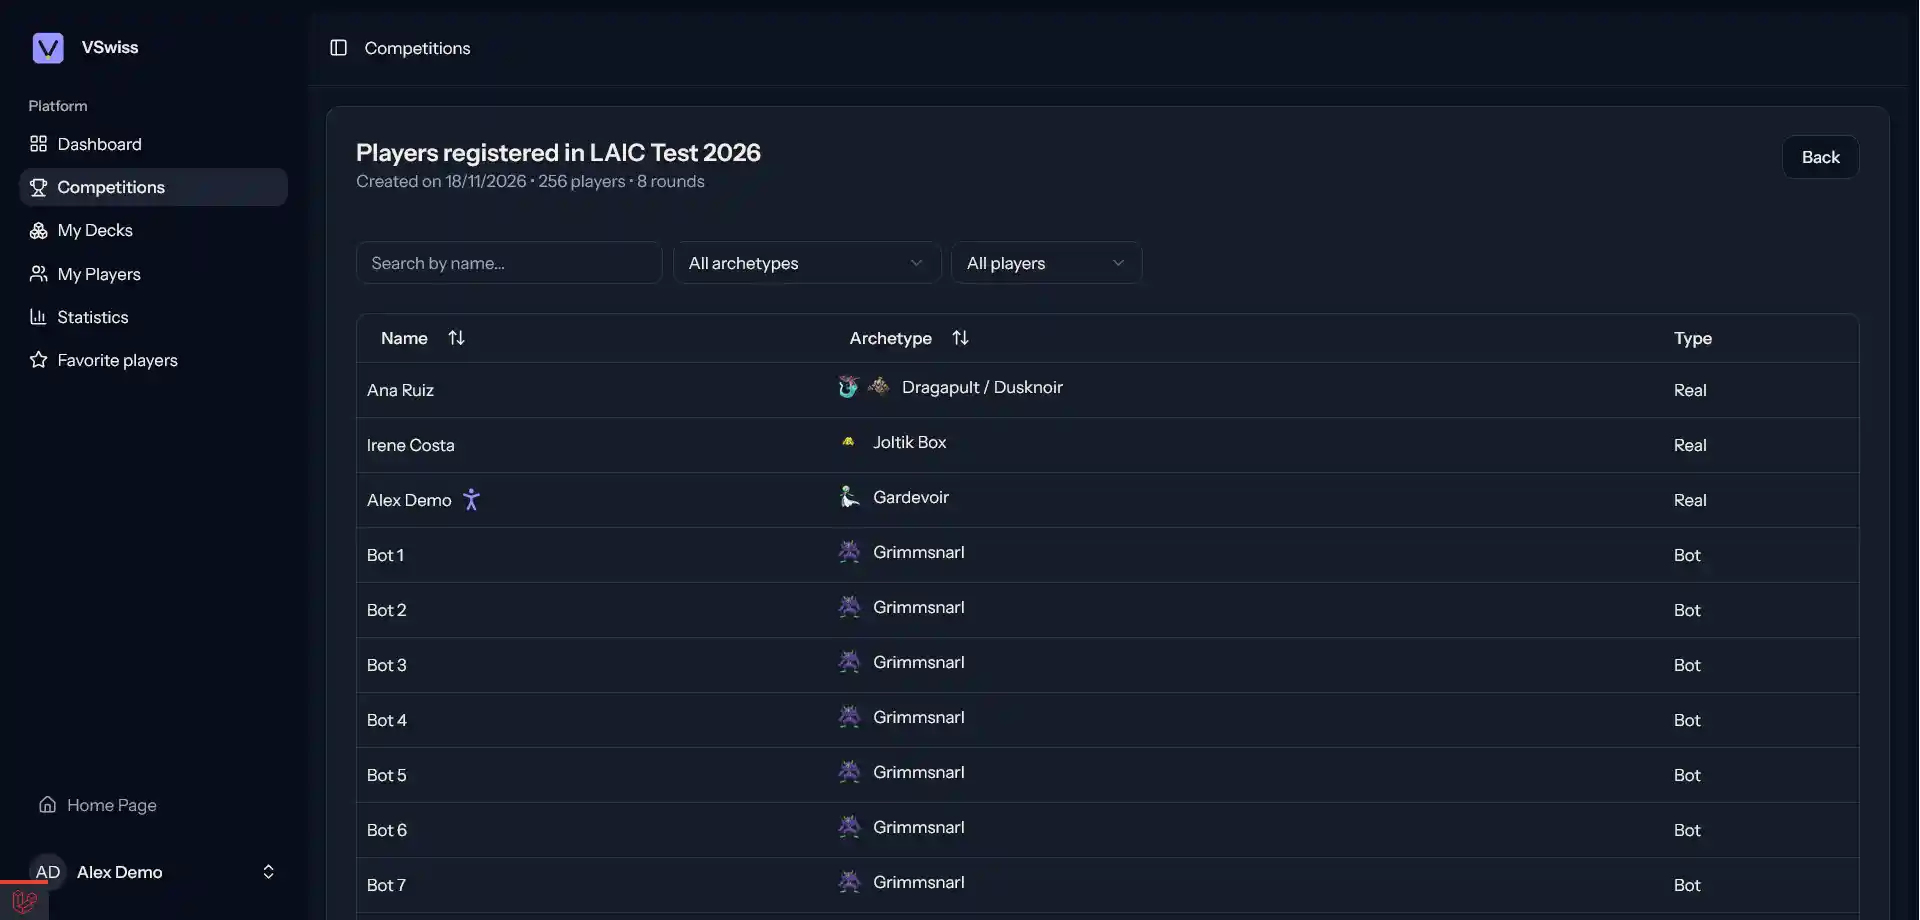 VSwiss
Competitions
Platform
Dashboard
Competitions
My Decks
My Players
Statistics
Favorite players
Home Page
AD Alex Demo
Players registered in LAIC Test 2026
Created on 18/11/2026 • 256 players • 8 rounds
Back
Search by name...
All archetypes
All players
Name Archetype Type
Ana Ruiz Dragapult / Dusknoir Real
Irene Costa Joltik Box Real
Alex Demo Gardevoir Real
Bot 1 Grimmsnarl Bot
Bot 2 Grimmsnarl Bot
Bot 3 Grimmsnarl Bot
Bot 4 Grimmsnarl Bot
Bot 5 Grimmsnarl Bot
Bot 6 Grimmsnarl Bot
Bot 7 Grimmsnarl Bot